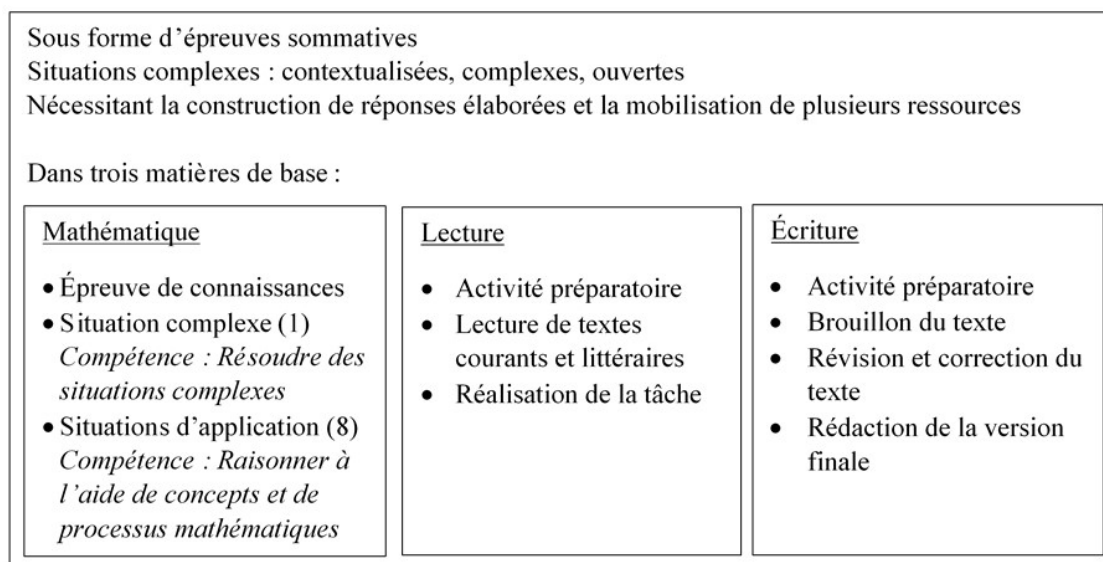 Sous forme d’épreuves sommatives
Situations complexes : contextualisées, complexes, ouvertes
Nécessitant la construction de réponses élaborées et la mobilisation de plusieurs ressources
Dans trois matières de base :
Mathématique
• Épreuve de connaissances
• Situation complexe (1)
Compétence : Résoudre des
situations complexes
• Situations d’application (8)
Compétence : Raisonner à
l’aide de concepts et de
processus mathématiques
Lecture
• Activité préparatoire
• Lecture de textes
courants et littéraires
• Réalisation de la tâche
Écriture
• Activité préparatoire
• Brouillon du texte
• Révision et correction du
texte
• Rédaction de la version
finale